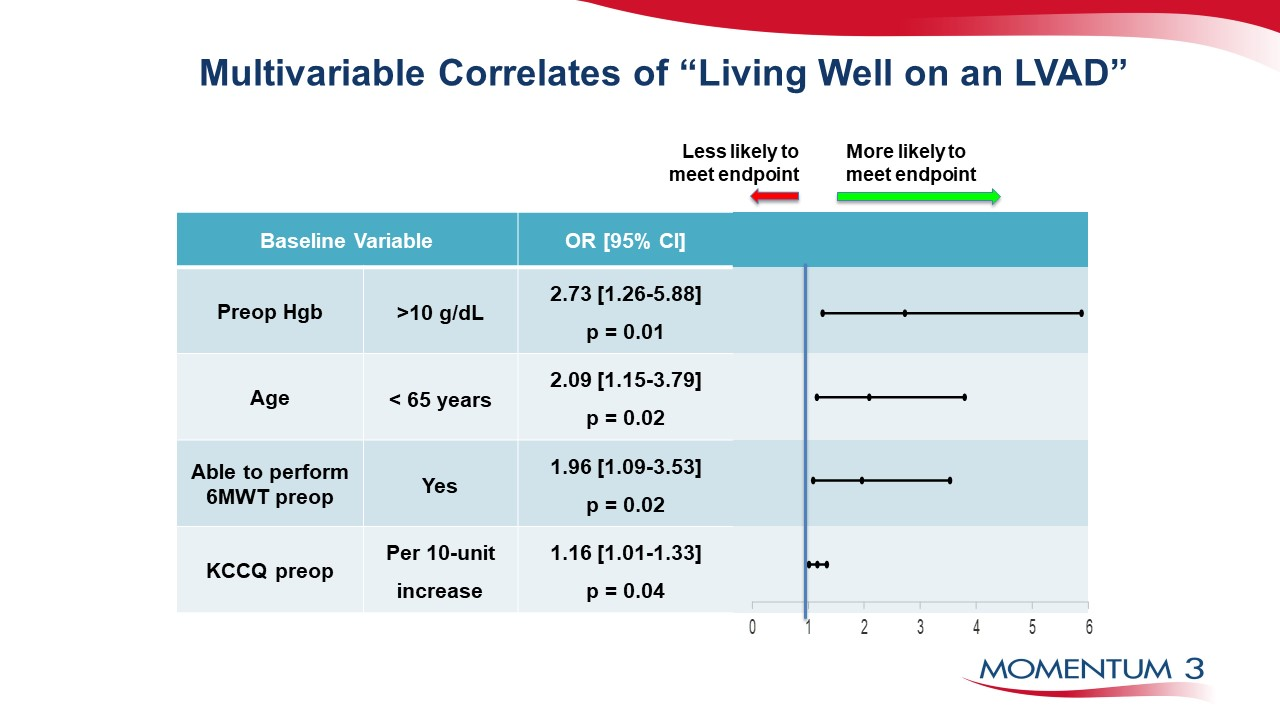 Multivariable Correlates of “Living Well on an LVAD”
Less likely to
meet endpoint
More likely to
meet endpoint
Baseline Variable
OR [95% CI]
Preop Hgb
>10 g/dL
2.73 [1.26-5.88]
p = 0.01
Age
< 65 years
2.09 [1.15-3.79]
p = 0.02
Able to perform
6MWT preop
Yes
1.96 [1.09-3.53]
p = 0.02
KCCQ preop
Per 10-unit
increase
1.16 [1.01-1.33]
p = 0.04
0 1 2 3 4 5 6
MOMENTUM 3